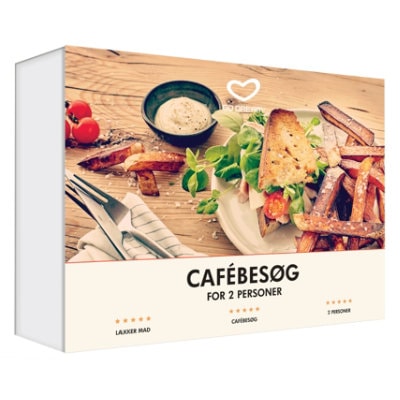 CAFÉBESØG
FOR 2 PERSONER
LÆKKER MAD
CAFÉBESØG
2 PERSONER